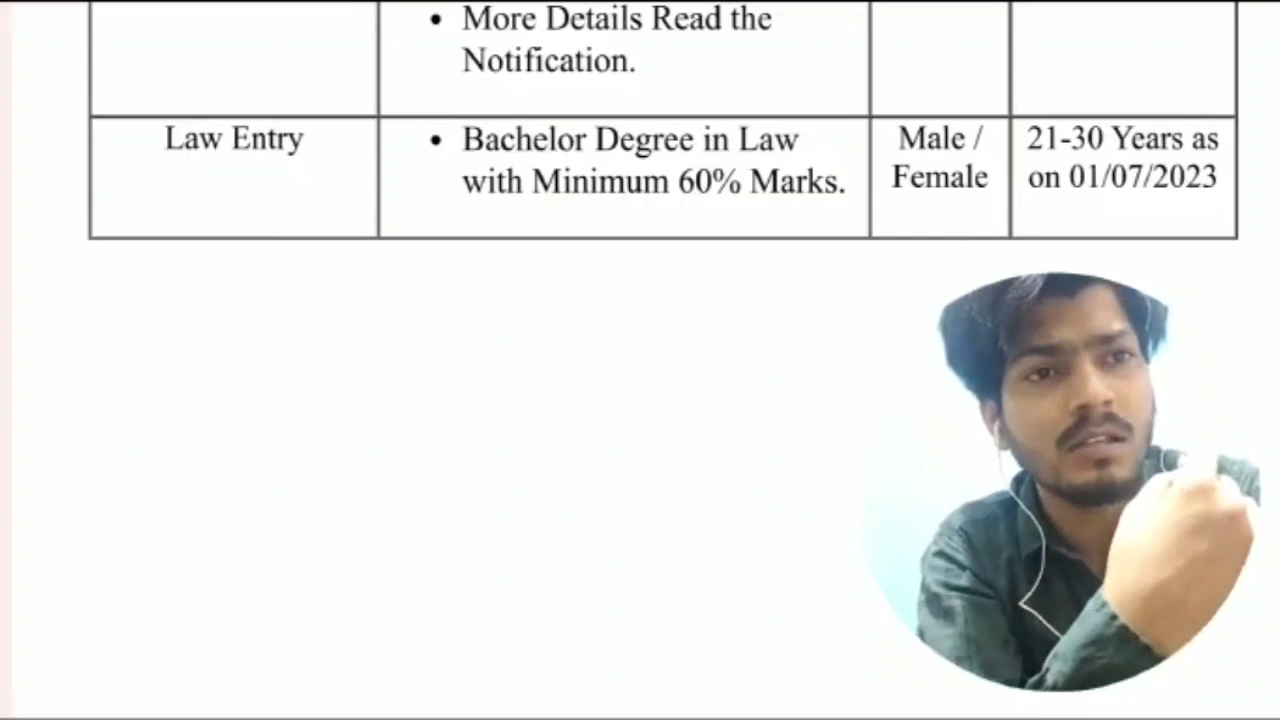 • More Details Read the
Notification.
Law Entry
• Bachelor Degree in Law
with Minimum 60% Marks.
Male /
Female
21-30 Years as
on 01/07/2023